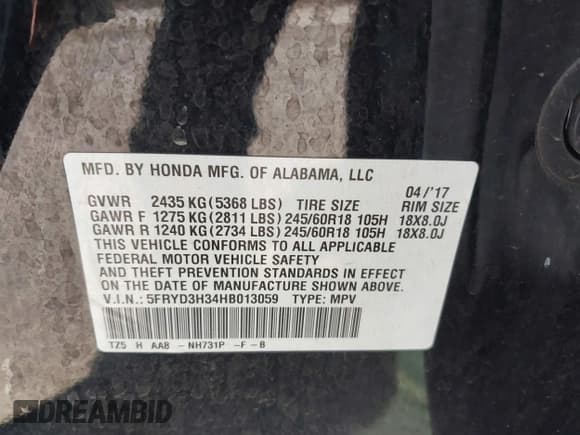 MFD. BY HONDA MFG. OF ALABAMA, LLC
04/'17
GVWR 2435 KG (5368 LBS) TIRE SIZE RIM SIZE
GAWR F 1275 KG (2811 LBS) 245/60R18 105H 18X8.0J
GAWR R 1240 KG (2734 LBS) 245/60R18 105H 18X8.0J
THIS VEHICLE CONFORMS TO ALL APPLICABLE
FEDERAL MOTOR VEHICLE SAFETY
AND THEFT PREVENTION STANDARDS IN EFFECT
ON THE DATE OF MANUFACTURE SHOWN ABOVE.
V.I.N.: 5FRYD3H34HB013059 TYPE: MPV
TZ5 H AA8 - NH731P -F-B
DREAMBID